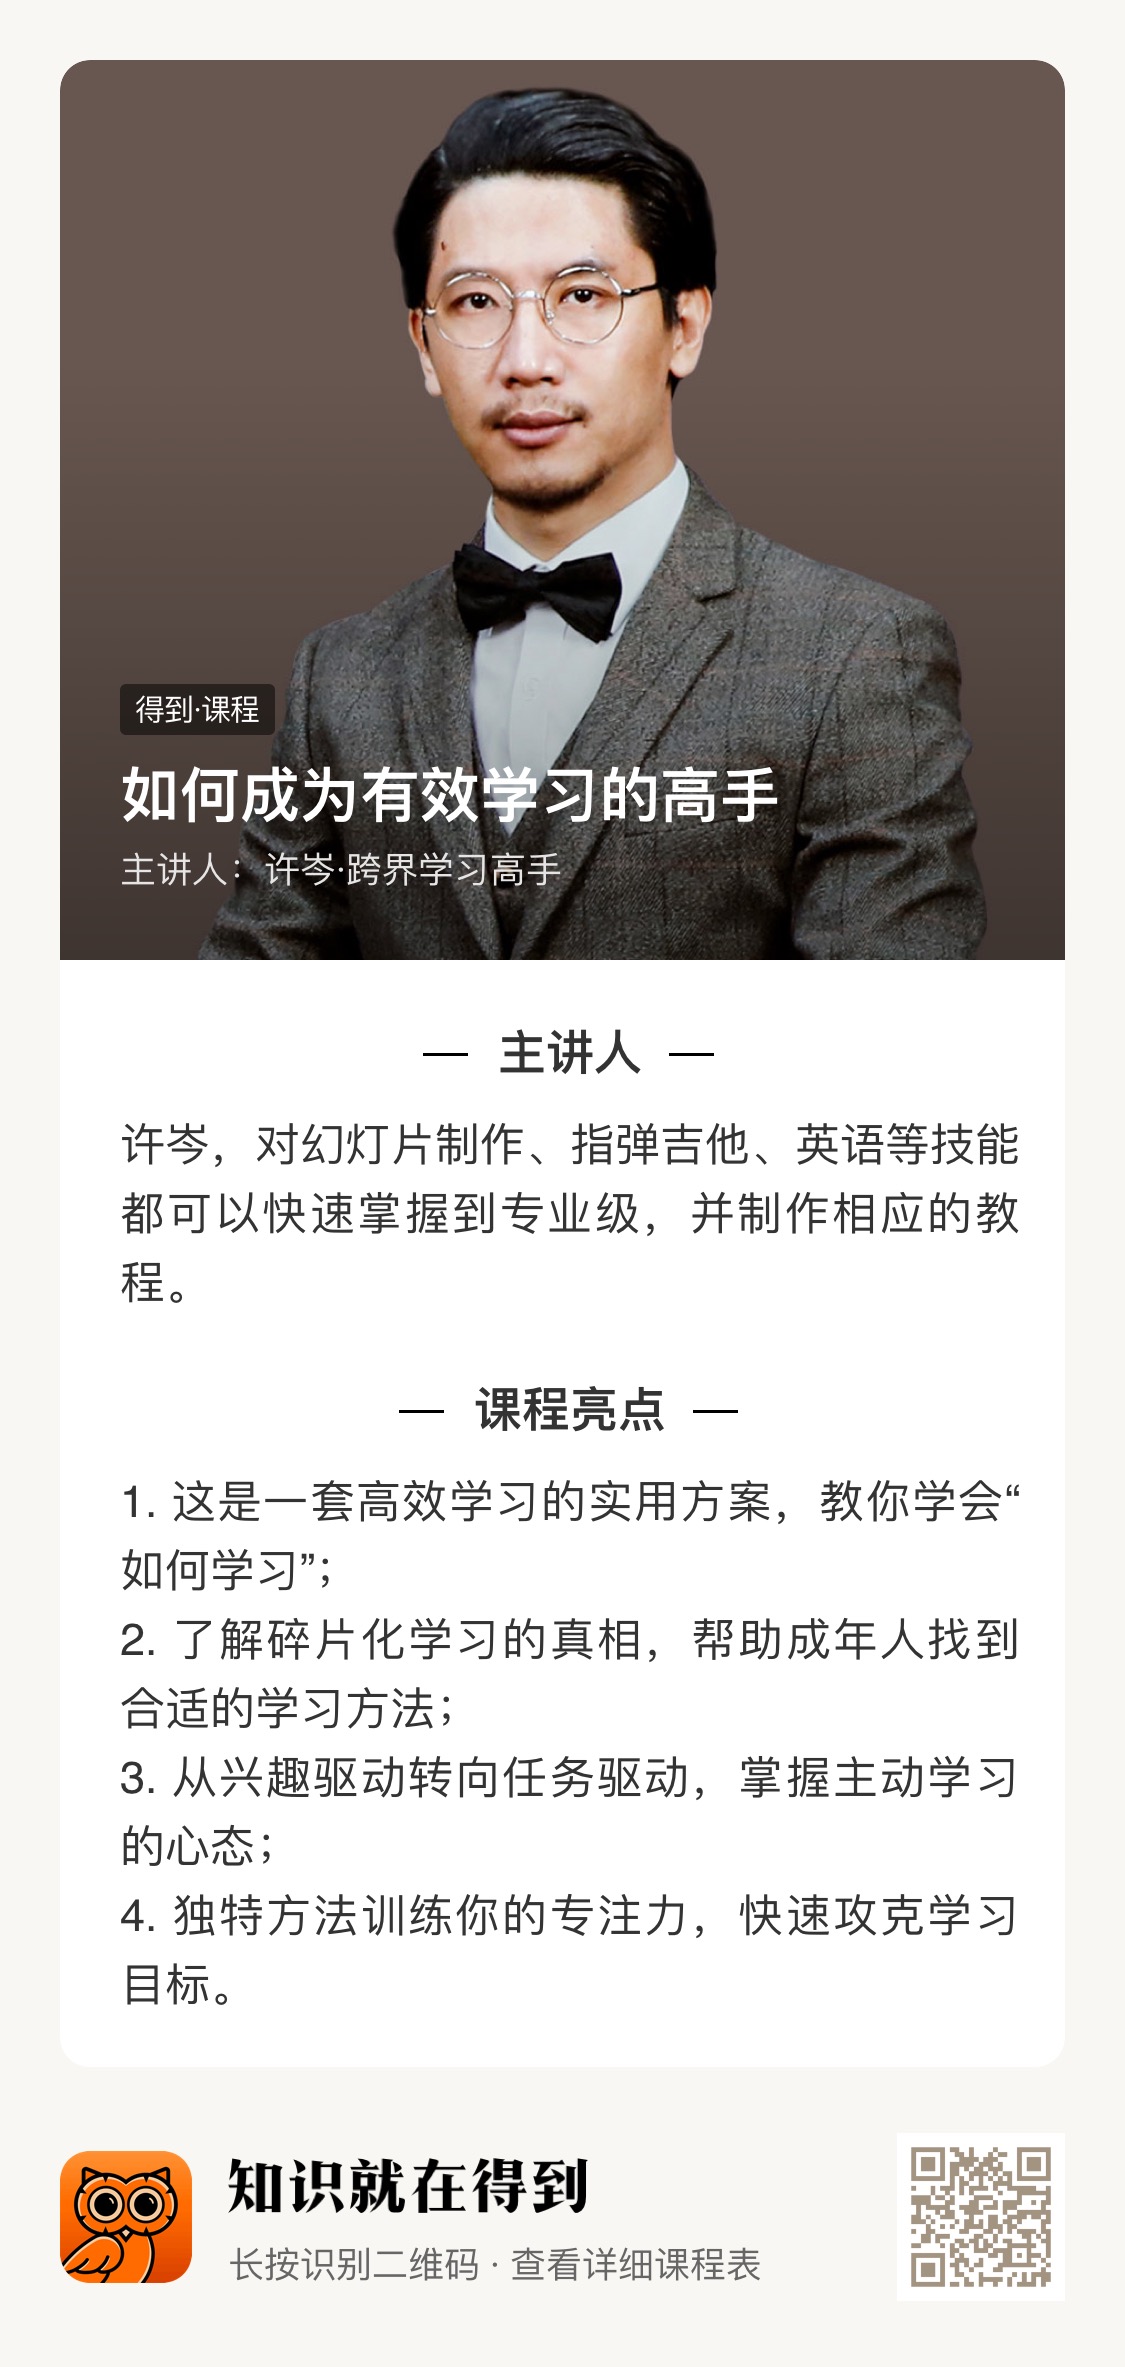 得到·课程
如何成为有效学习的高手
主讲人：许岑·跨界学习高手
— 主讲人 —
许岑，对幻灯片制作、指弹吉他、英语等技能
都可以快速掌握到专业级，并制作相应的教
程。
— 课程亮点 —
1. 这是一套高效学习的实用方案，教你学会“
如何学习”；
2. 了解碎片化学习的真相，帮助成年人找到
合适的学习方法；
3. 从兴趣驱动转向任务驱动，掌握主动学习
的心态；
4. 独特方法训练你的专注力，快速攻克学习
目标。
知识就在得到
长按识别二维码 · 查看详细课程表